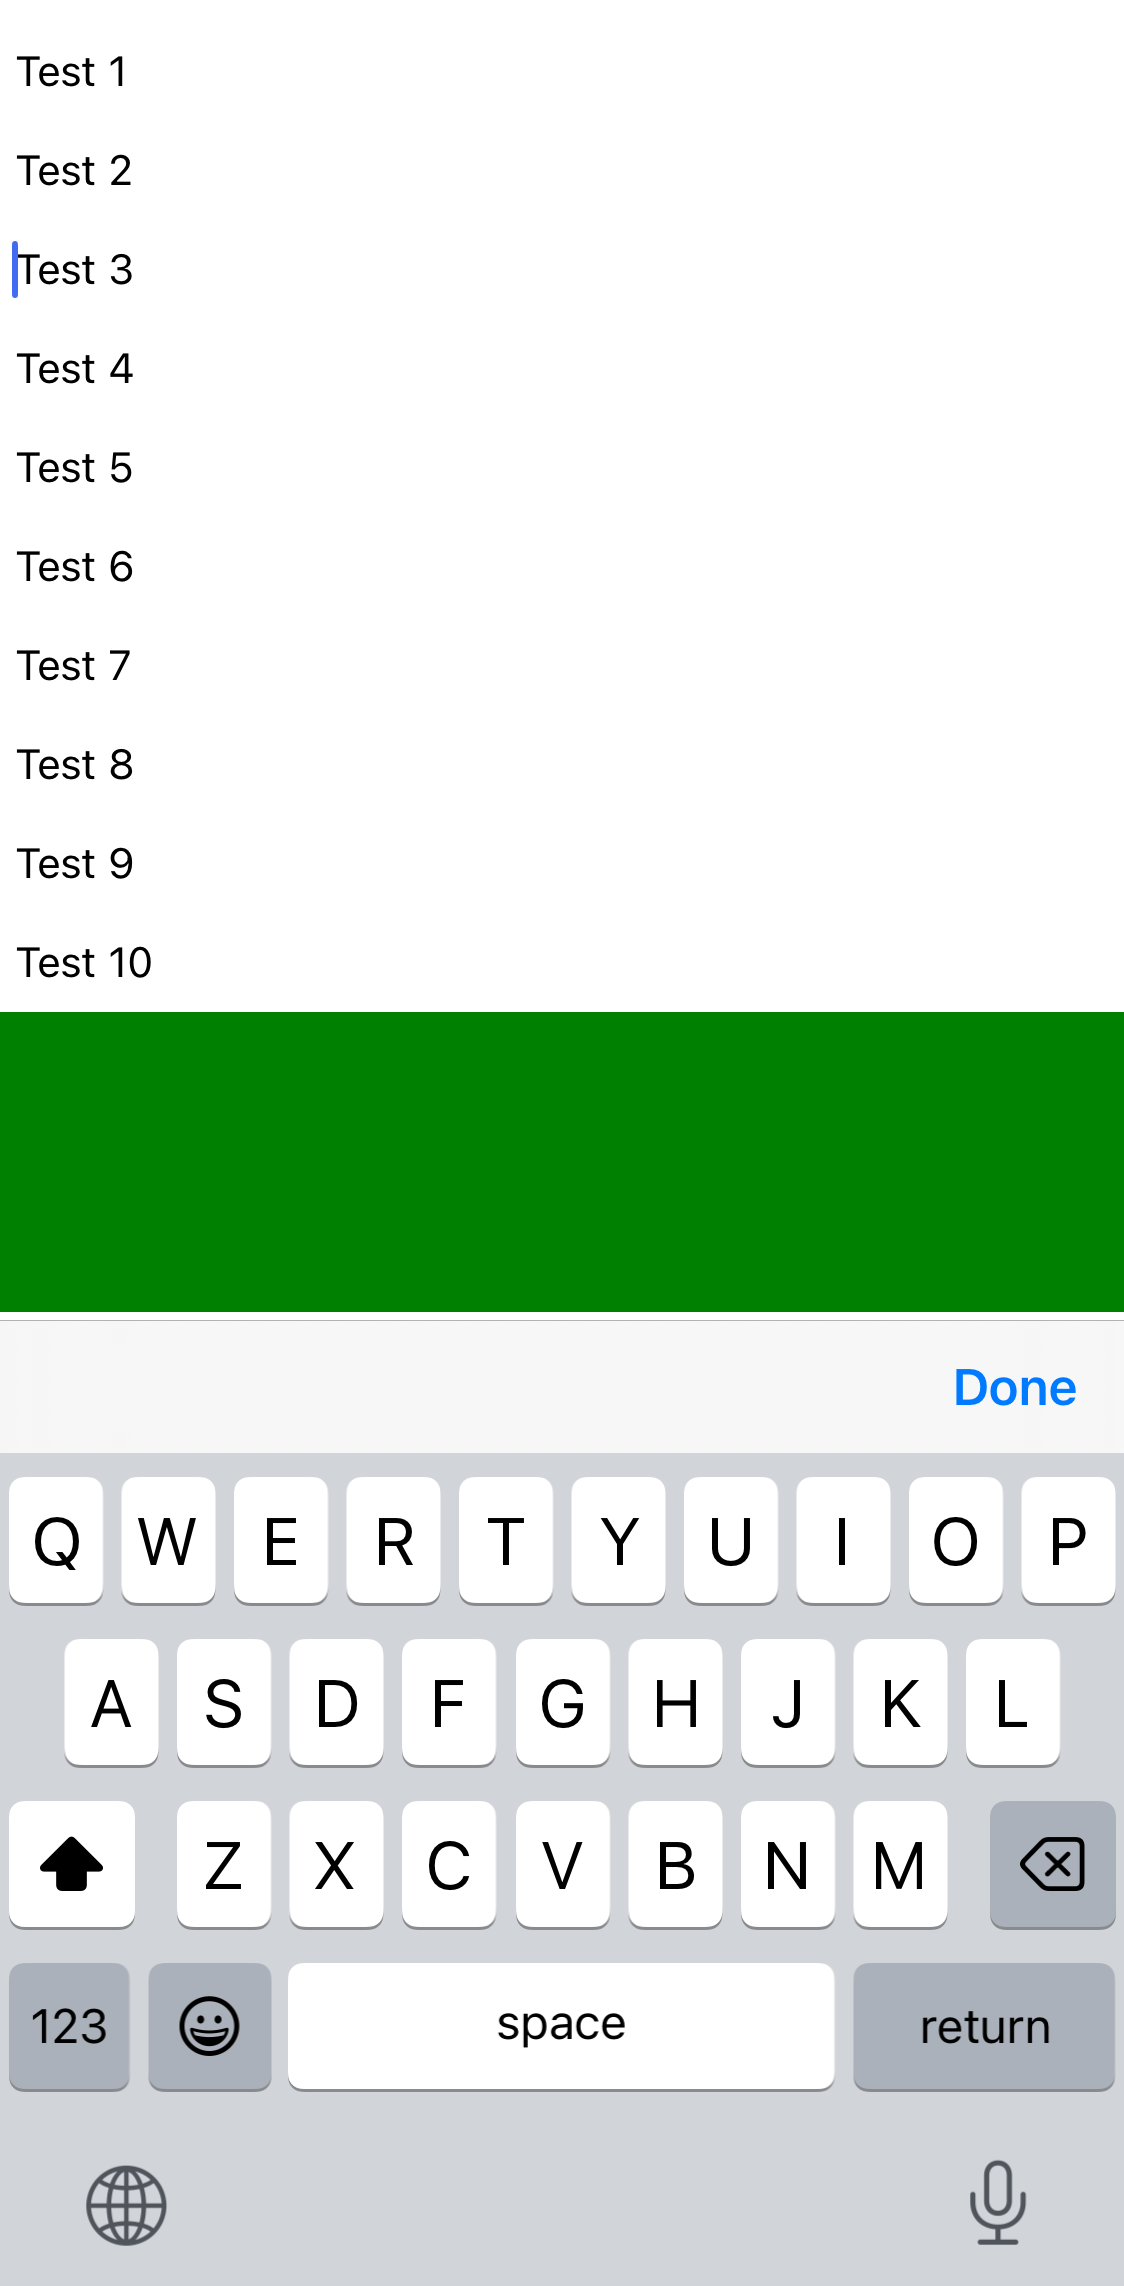 Test 1
Test 2
Test 3
Test 4
Test 5
Test 6
Test 7
Test 8
Test 9
Test 10
Done
Q W E R T Y U I O P
A S D F G H J K L
Z X C V B N M
123 space return